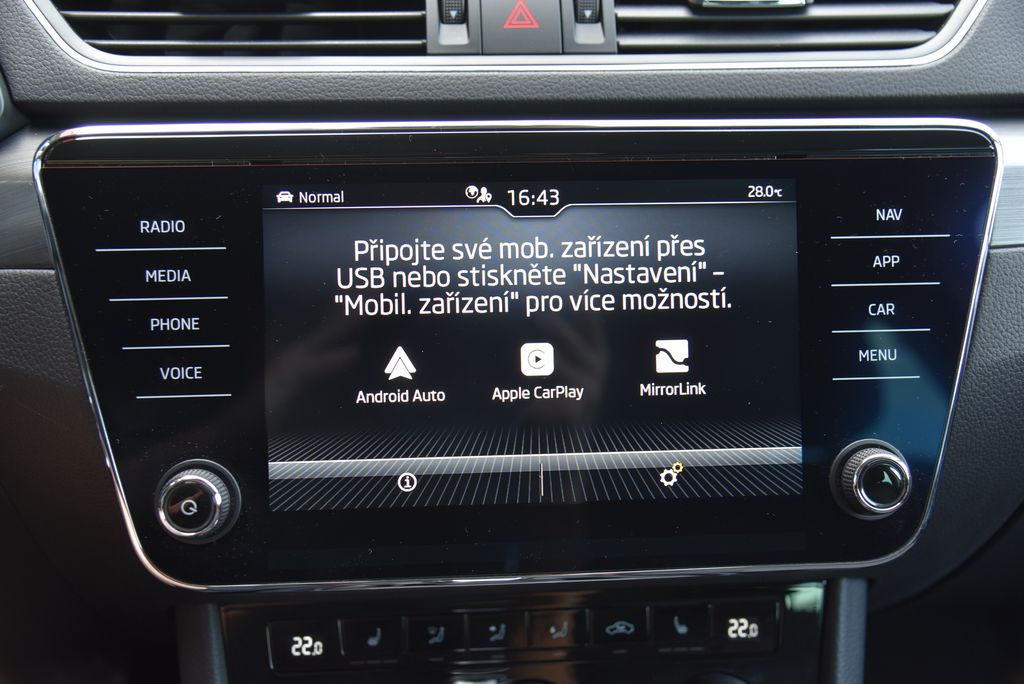 Normal
16:43
28.0°C
RADIO
MEDIA
PHONE
VOICE
Připojte své mob. zařízení přes
USB nebo stiskněte "Nastavení" –
"Mobil. zařízení" pro více možností.
Android Auto
Apple CarPlay
MirrorLink
NAV
APP
CAR
MENU
22.0
22.0